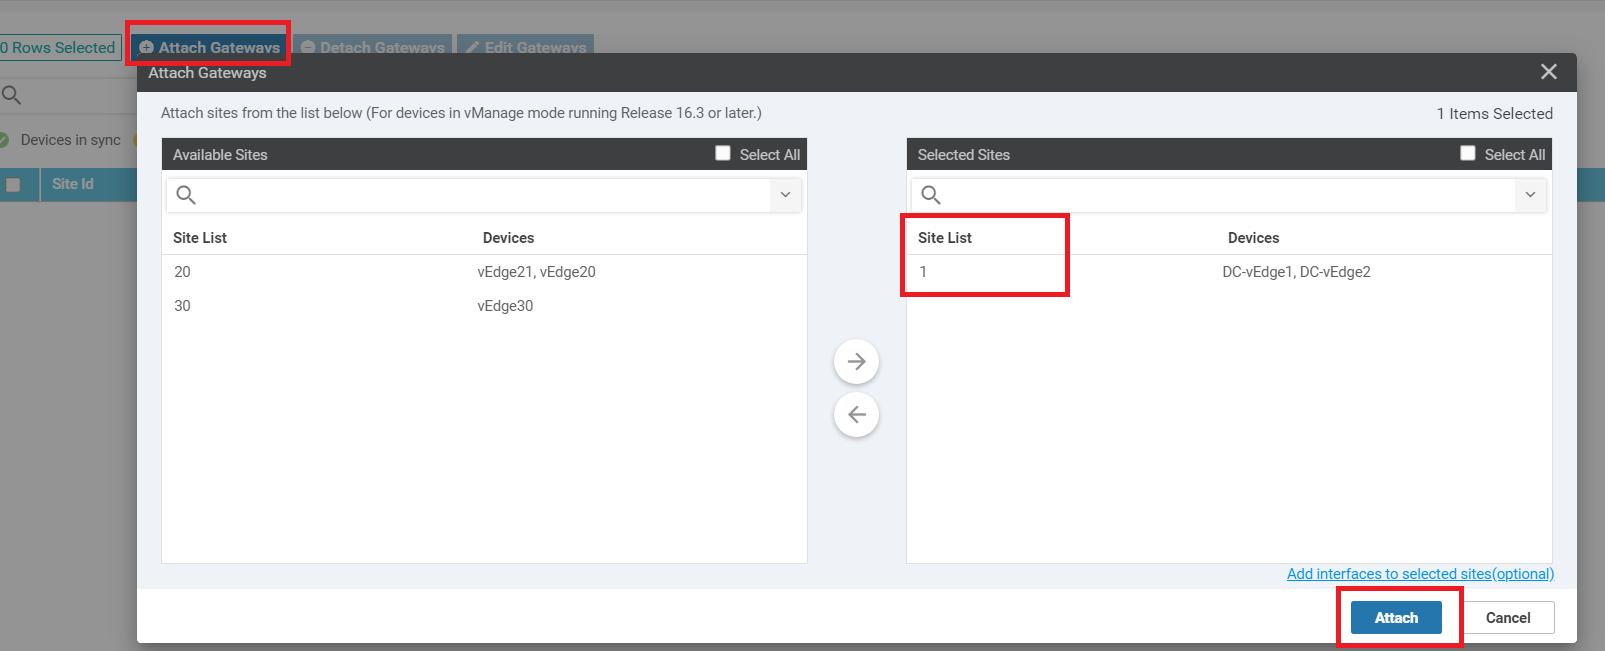 0 Rows Selected Attach Gateways Detach Gateways Edit Gateways
Attach Gateways
Attach sites from the list below (For devices in vManage mode running Release 16.3 or later.) 1 Items Selected
Devices in sync
Site Id
Available Sites Select All
Site List Devices
20 vEdge21, vEdge20
30 vEdge30
Selected Sites Select All
Site List Devices
1 DC-vEdge1, DC-vEdge2
Add interfaces to selected sites(optional)
Attach Cancel